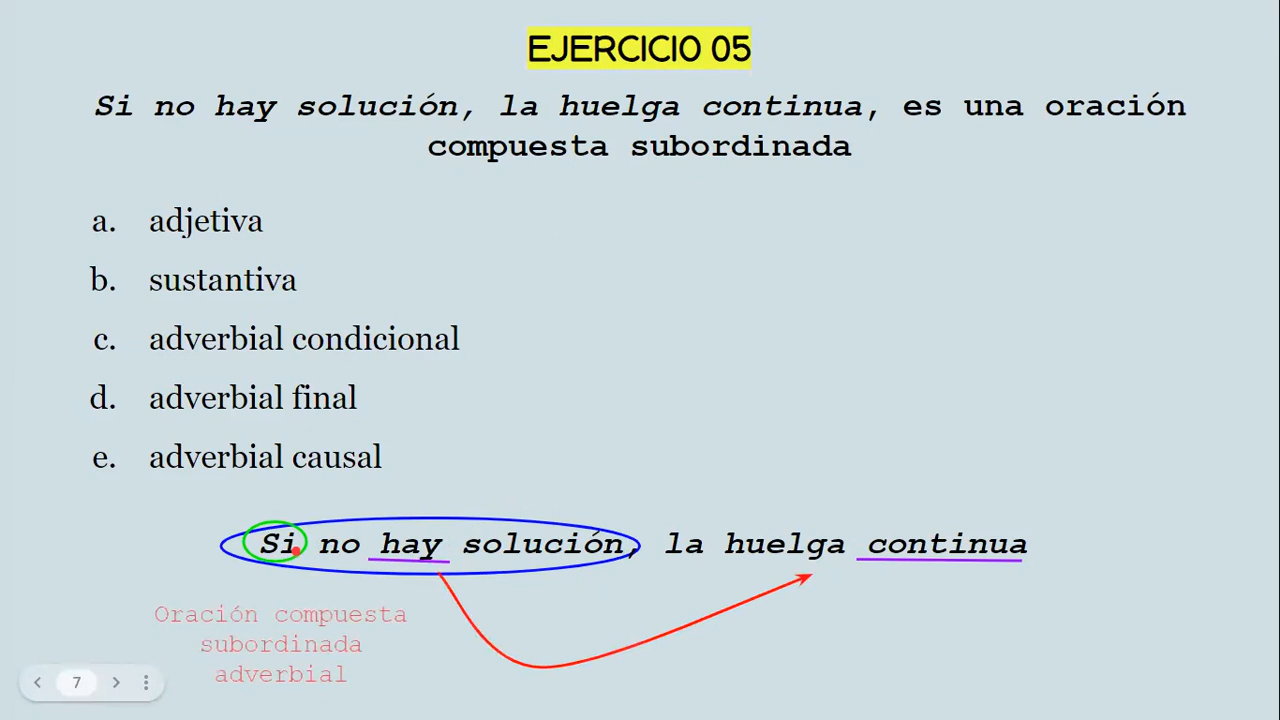 EJERCICIO 05
Si no hay solución, la huelga continua, es una oración
compuesta subordinada
a. adjetiva
b. sustantiva
c. adverbial condicional
d. adverbial final
e. adverbial causal
Si no hay solución, la huelga continua
Oración compuesta
subordinada
adverbial
7